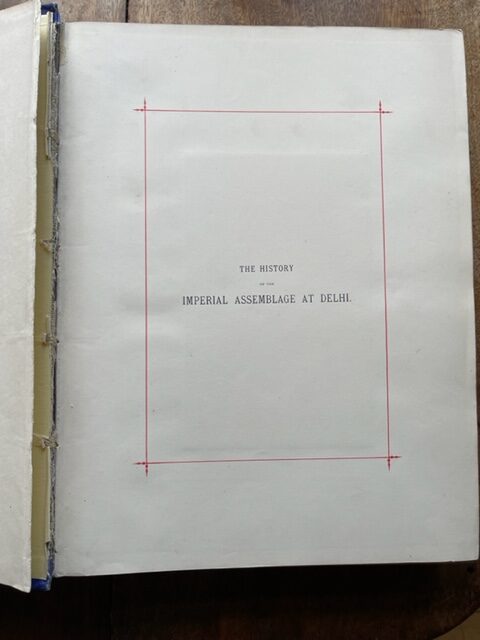 THE HISTORY
OF THE
IMPERIAL ASSEMBLAGE AT DELHI.